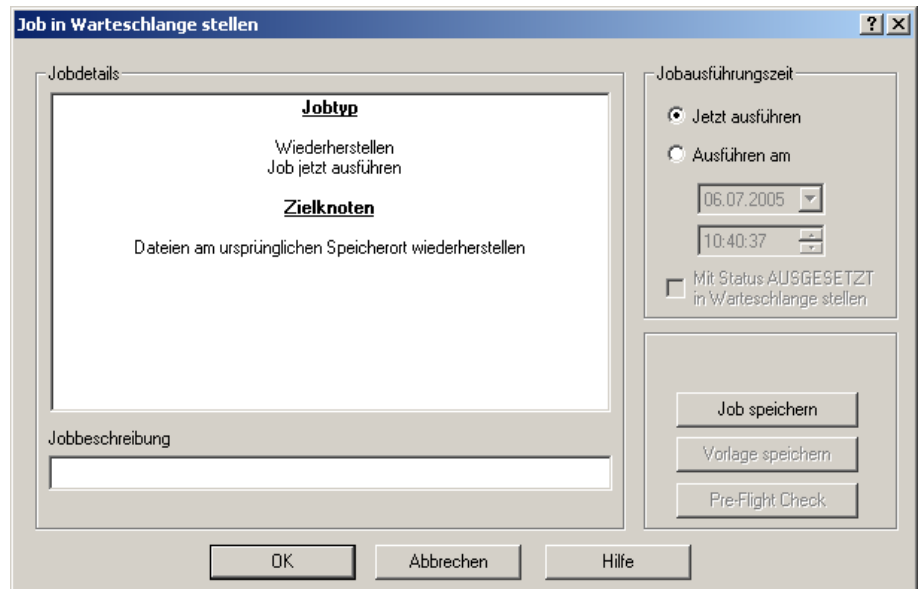 Job in Warteschlange stellen
Jobdetails
Jobtyp
Wiederherstellen
Job jetzt ausführen
Zielknoten
Dateien am ursprünglichen Speicherort wiederherstellen
Jobbeschreibung
Jobausführungszeit
Jetzt ausführen
Ausführen am
06.07.2005
10:40:37
Mit Status AUSGESETZT
in Warteschlange stellen
Job speichern
Vorlage speichern
Pre-Flight Check
OK
Abbrechen
Hilfe